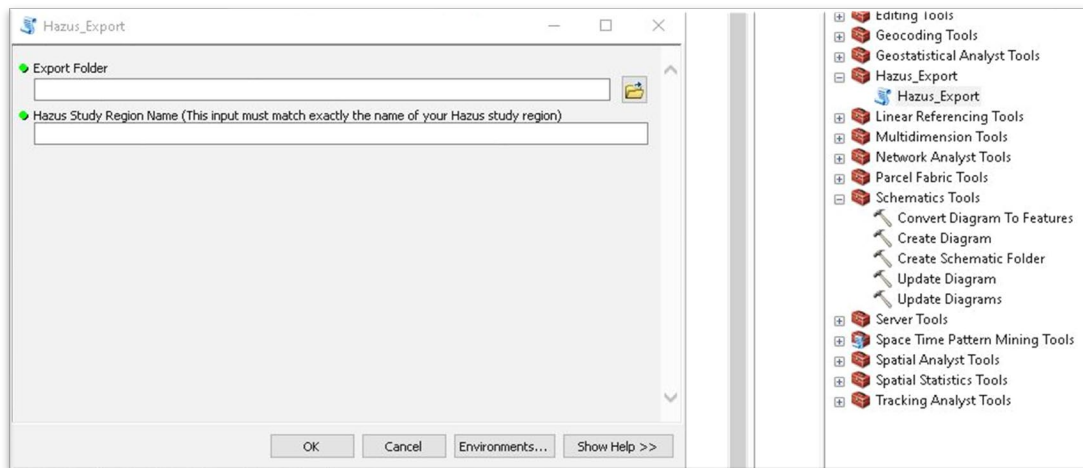 Hazus_Export
Export Folder
Hazus Study Region Name (This input must match exactly the name of your Hazus study region)
OK
Cancel
Environments...
Show Help >>
Editing Tools
Geocoding Tools
Geostatistical Analyst Tools
Hazus_Export
Hazus_Export
Linear Referencing Tools
Multidimension Tools
Network Analyst Tools
Parcel Fabric Tools
Schematics Tools
Convert Diagram To Features
Create Diagram
Create Schematic Folder
Update Diagram
Update Diagrams
Server Tools
Space Time Pattern Mining Tools
Spatial Analyst Tools
Spatial Statistics Tools
Tracking Analyst Tools